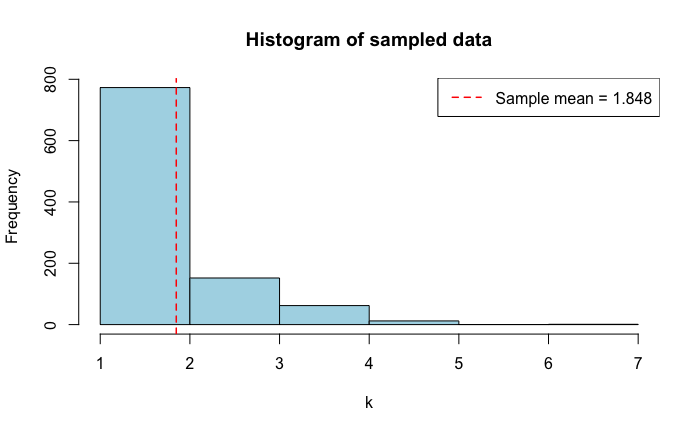 Histogram of sampled data
Sample mean = 1.848
Frequency
800
600
400
200
0
1 2 3 4 5 6 7
k